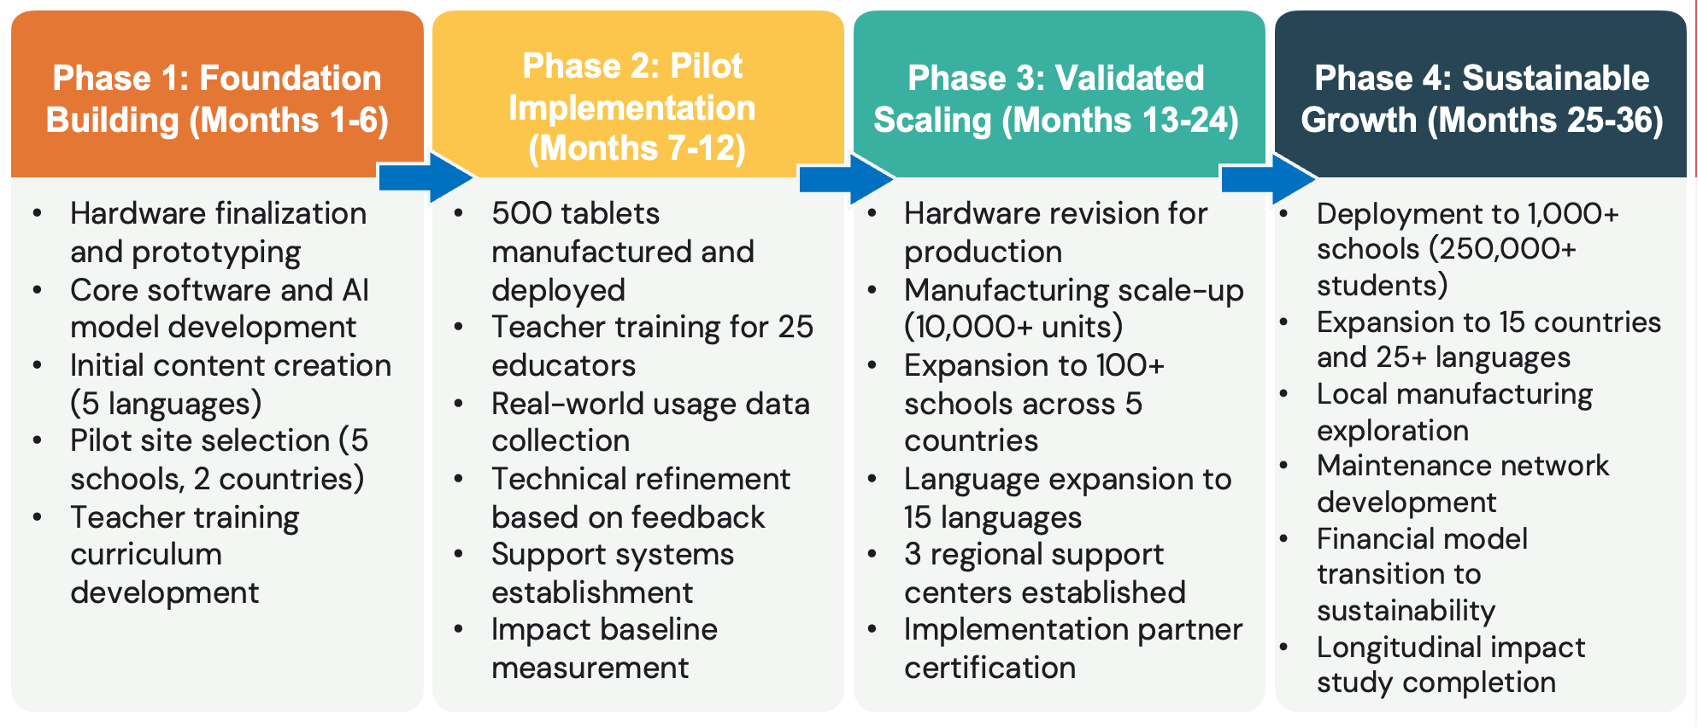 Phase 1: Foundation
Building (Months 1-6)
• Hardware finalization
and prototyping
• Core software and AI
model development
• Initial content creation
(5 languages)
• Pilot site selection (5
schools, 2 countries)
• Teacher training
curriculum
development
Phase 2: Pilot
Implementation
(Months 7-12)
• 500 tablets
manufactured and
deployed
• Teacher training for 25
educators
• Real-world usage data
collection
• Technical refinement
based on feedback
• Support systems
establishment
• Impact baseline
measurement
Phase 3: Validated
Scaling (Months 13-24)
• Hardware revision for
production
• Manufacturing scale-up
(10,000+ units)
• Expansion to 100+
schools across 5
countries
• Language expansion to
15 languages
• 3 regional support
centers established
• Implementation partner
certification
Phase 4: Sustainable
Growth (Months 25-36)
• Deployment to 1,000+
schools (250,000+
students)
• Expansion to 15 countries
and 25+ languages
• Local manufacturing
exploration
• Maintenance network
development
• Financial model
transition to
sustainability
• Longitudinal impact
study completion